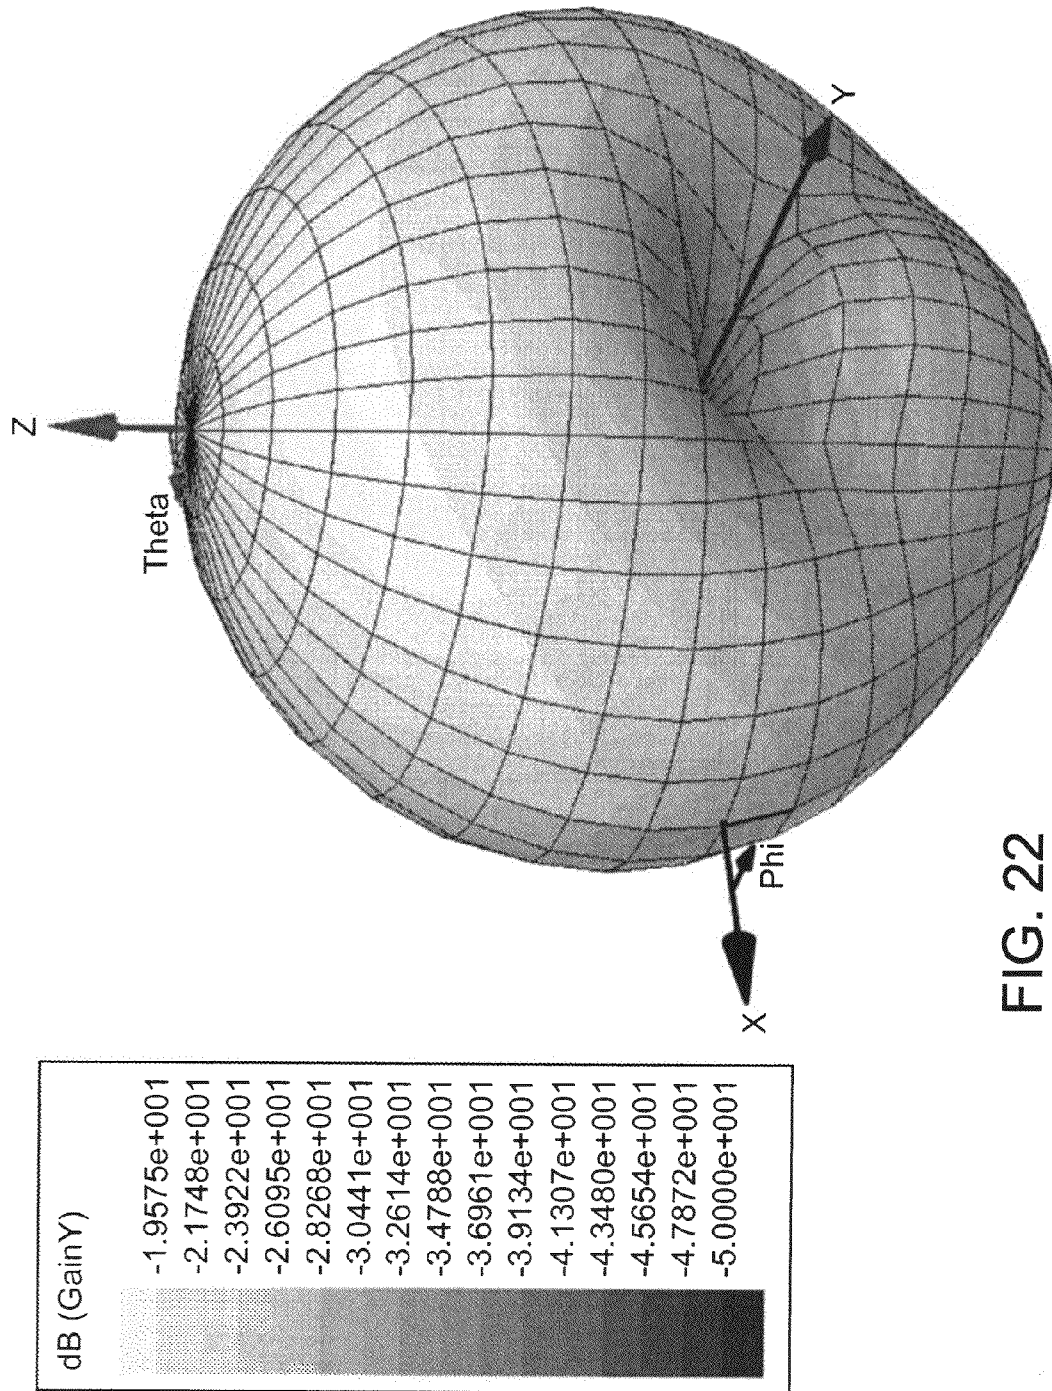 Z
Theta
Y
Phi
X
dB (GainY)
-1.9575e+001
-2.1748e+001
-2.3922e+001
-2.6095e+001
-2.8268e+001
-3.0441e+001
-3.2614e+001
-3.4788e+001
-3.6961e+001
-3.9134e+001
-4.1307e+001
-4.3480e+001
-4.5654e+001
-4.7872e+001
-5.0000e+001
FIG. 22